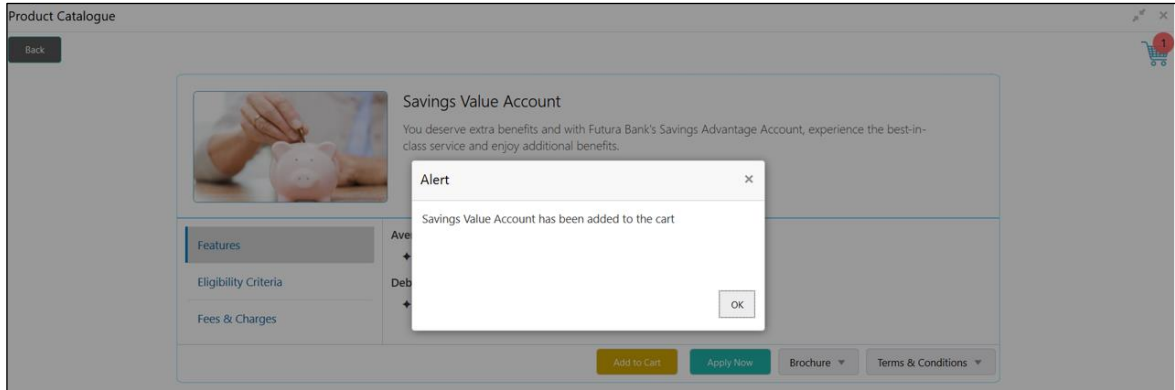 Product Catalogue
Back
1
Savings Value Account
You deserve extra benefits and with Futura Bank's Savings Advantage Account, experience the best-in-
class service and enjoy additional benefits.
Alert
Savings Value Account has been added to the cart
OK
Features
Eligibility Criteria
Fees & Charges
Add to Cart
Apply Now
Brochure
Terms & Conditions